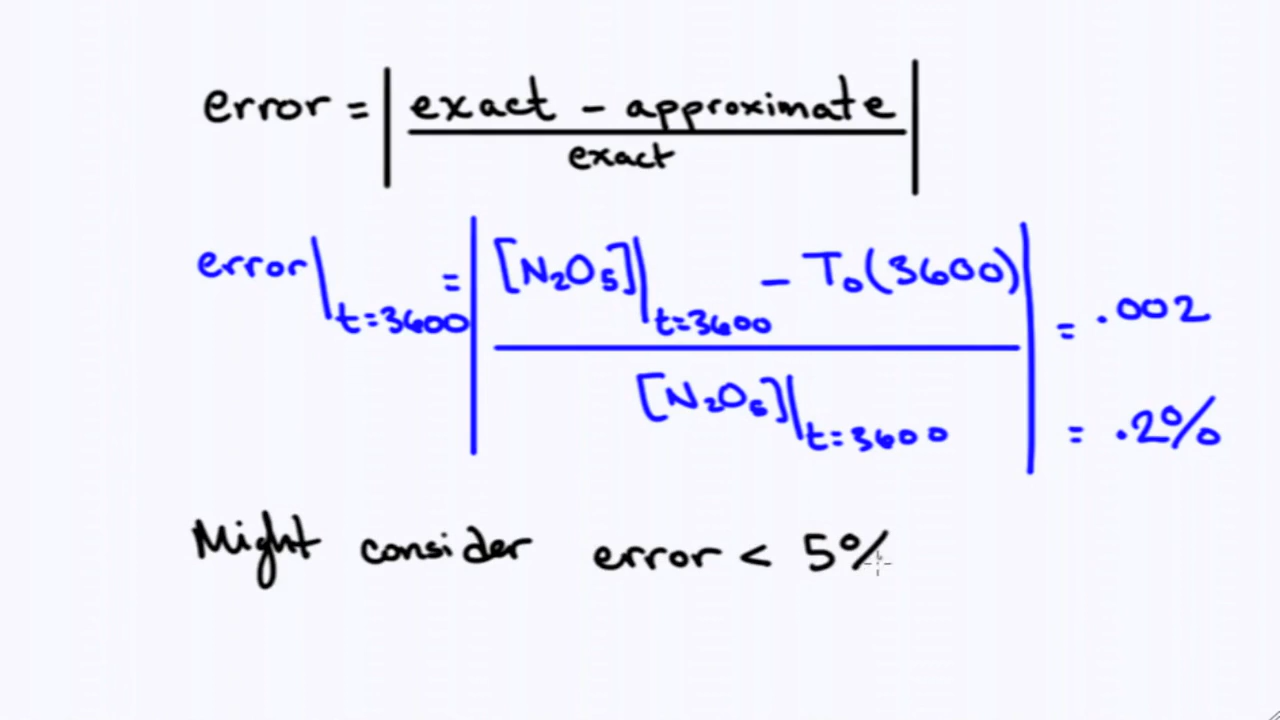 error = | exact - approximate / exact |
error|t=3600 = | [N₂O₅]|t=3600 - T₀(3600) / [N₂O₅]|t=3600 | = .002
= .2%
Might consider error < 5%